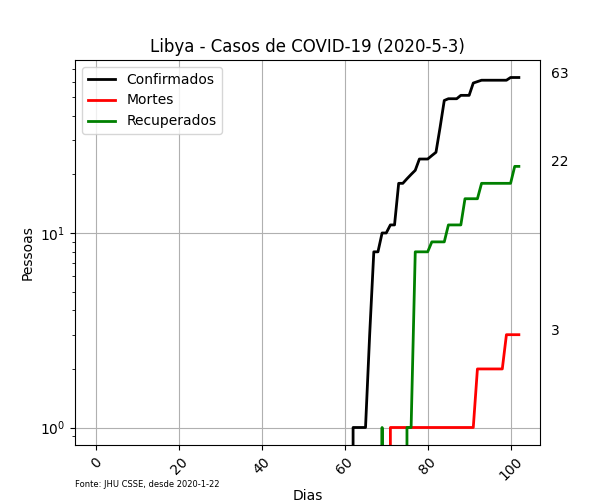 Libya - Casos de COVID-19 (2020-5-3)
Confirmados
Mortes
Recuperados
63
22
3
Pessoas
10¹
10⁰
0
20
40
60
80
100
Fonte: JHU CSSE, desde 2020-1-22
Dias